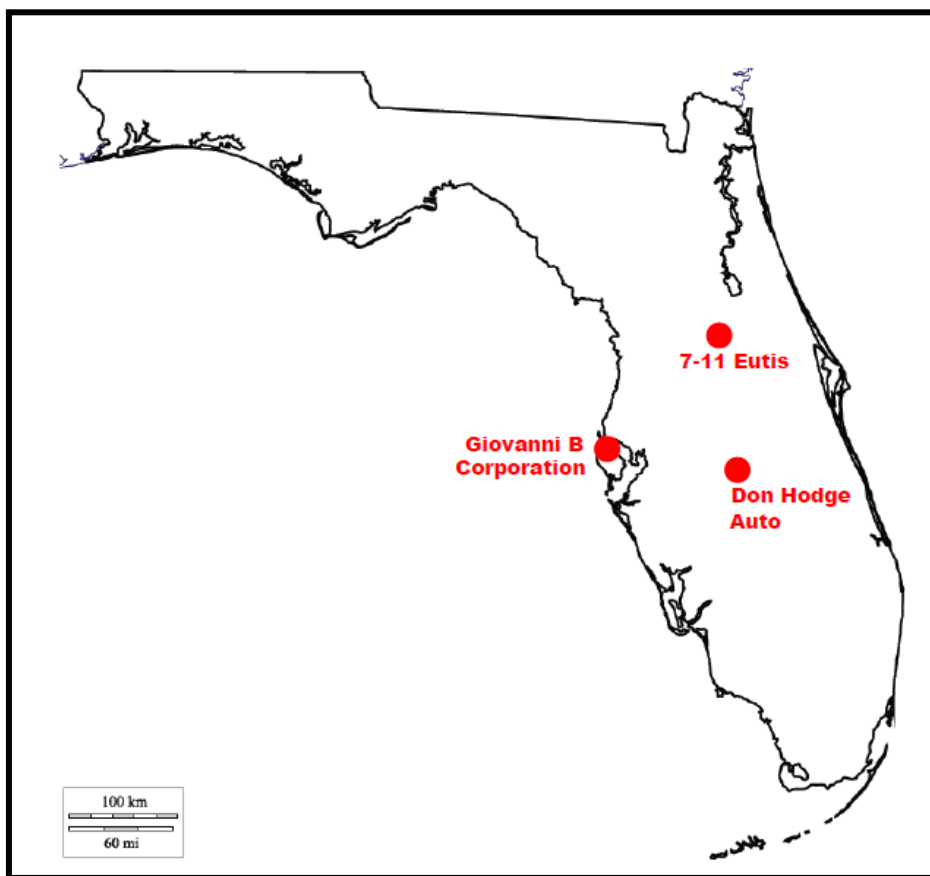 7-11 Eutis
Giovanni B
Corporation
Don Hodge
Auto
100 km
60 mi